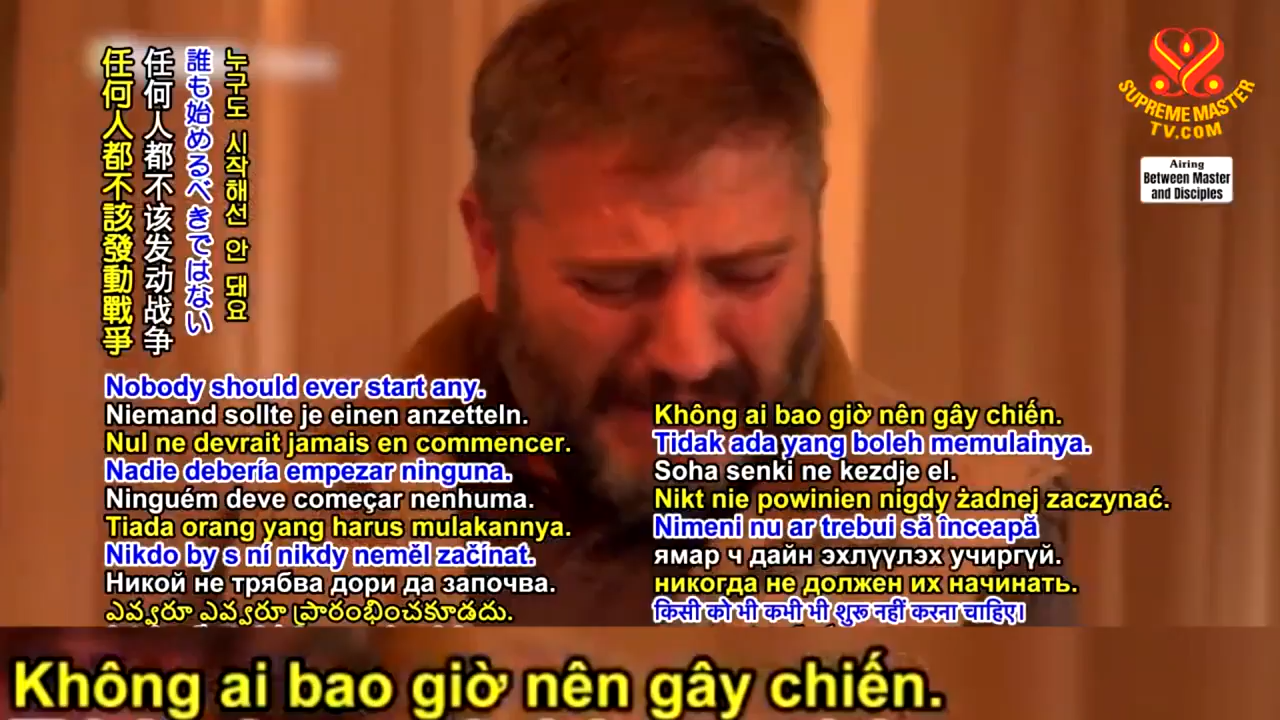 任何人都不該發動戰爭
任何人都不该发动战争
誰も始めるべきではない
누구도 시작해선 안 돼요
SUPREME MASTER
TV.COM
Airing
Between Master
and Disciples
Nobody should ever start any.
Niemand sollte je einen anzetteln.
Nul ne devrait jamais en commencer.
Nadie debería empezar ninguna.
Ninguém deve começar nenhuma.
Tiada orang yang harus mulakannya.
Nikdo by s ní nikdy neměl začínat.
Никой не трябва дори да започва.
ఎవ్వరూ ఎవ్వరూ ప్రారంభించకూడదు.
Không ai bao giờ nên gây chiến.
Tidak ada yang boleh memulainya.
Soha senki ne kezdje el.
Nikt nie powinien nigdy żadnej zaczynać.
Nimeni nu ar trebui să înceapă
ямар ч дайн эхлүүлэх учиргүй.
никогда не должен их начинать.
किसी को भी कभी भी शुरू नहीं करना चाहिए।
Không ai bao giờ nên gây chiến.